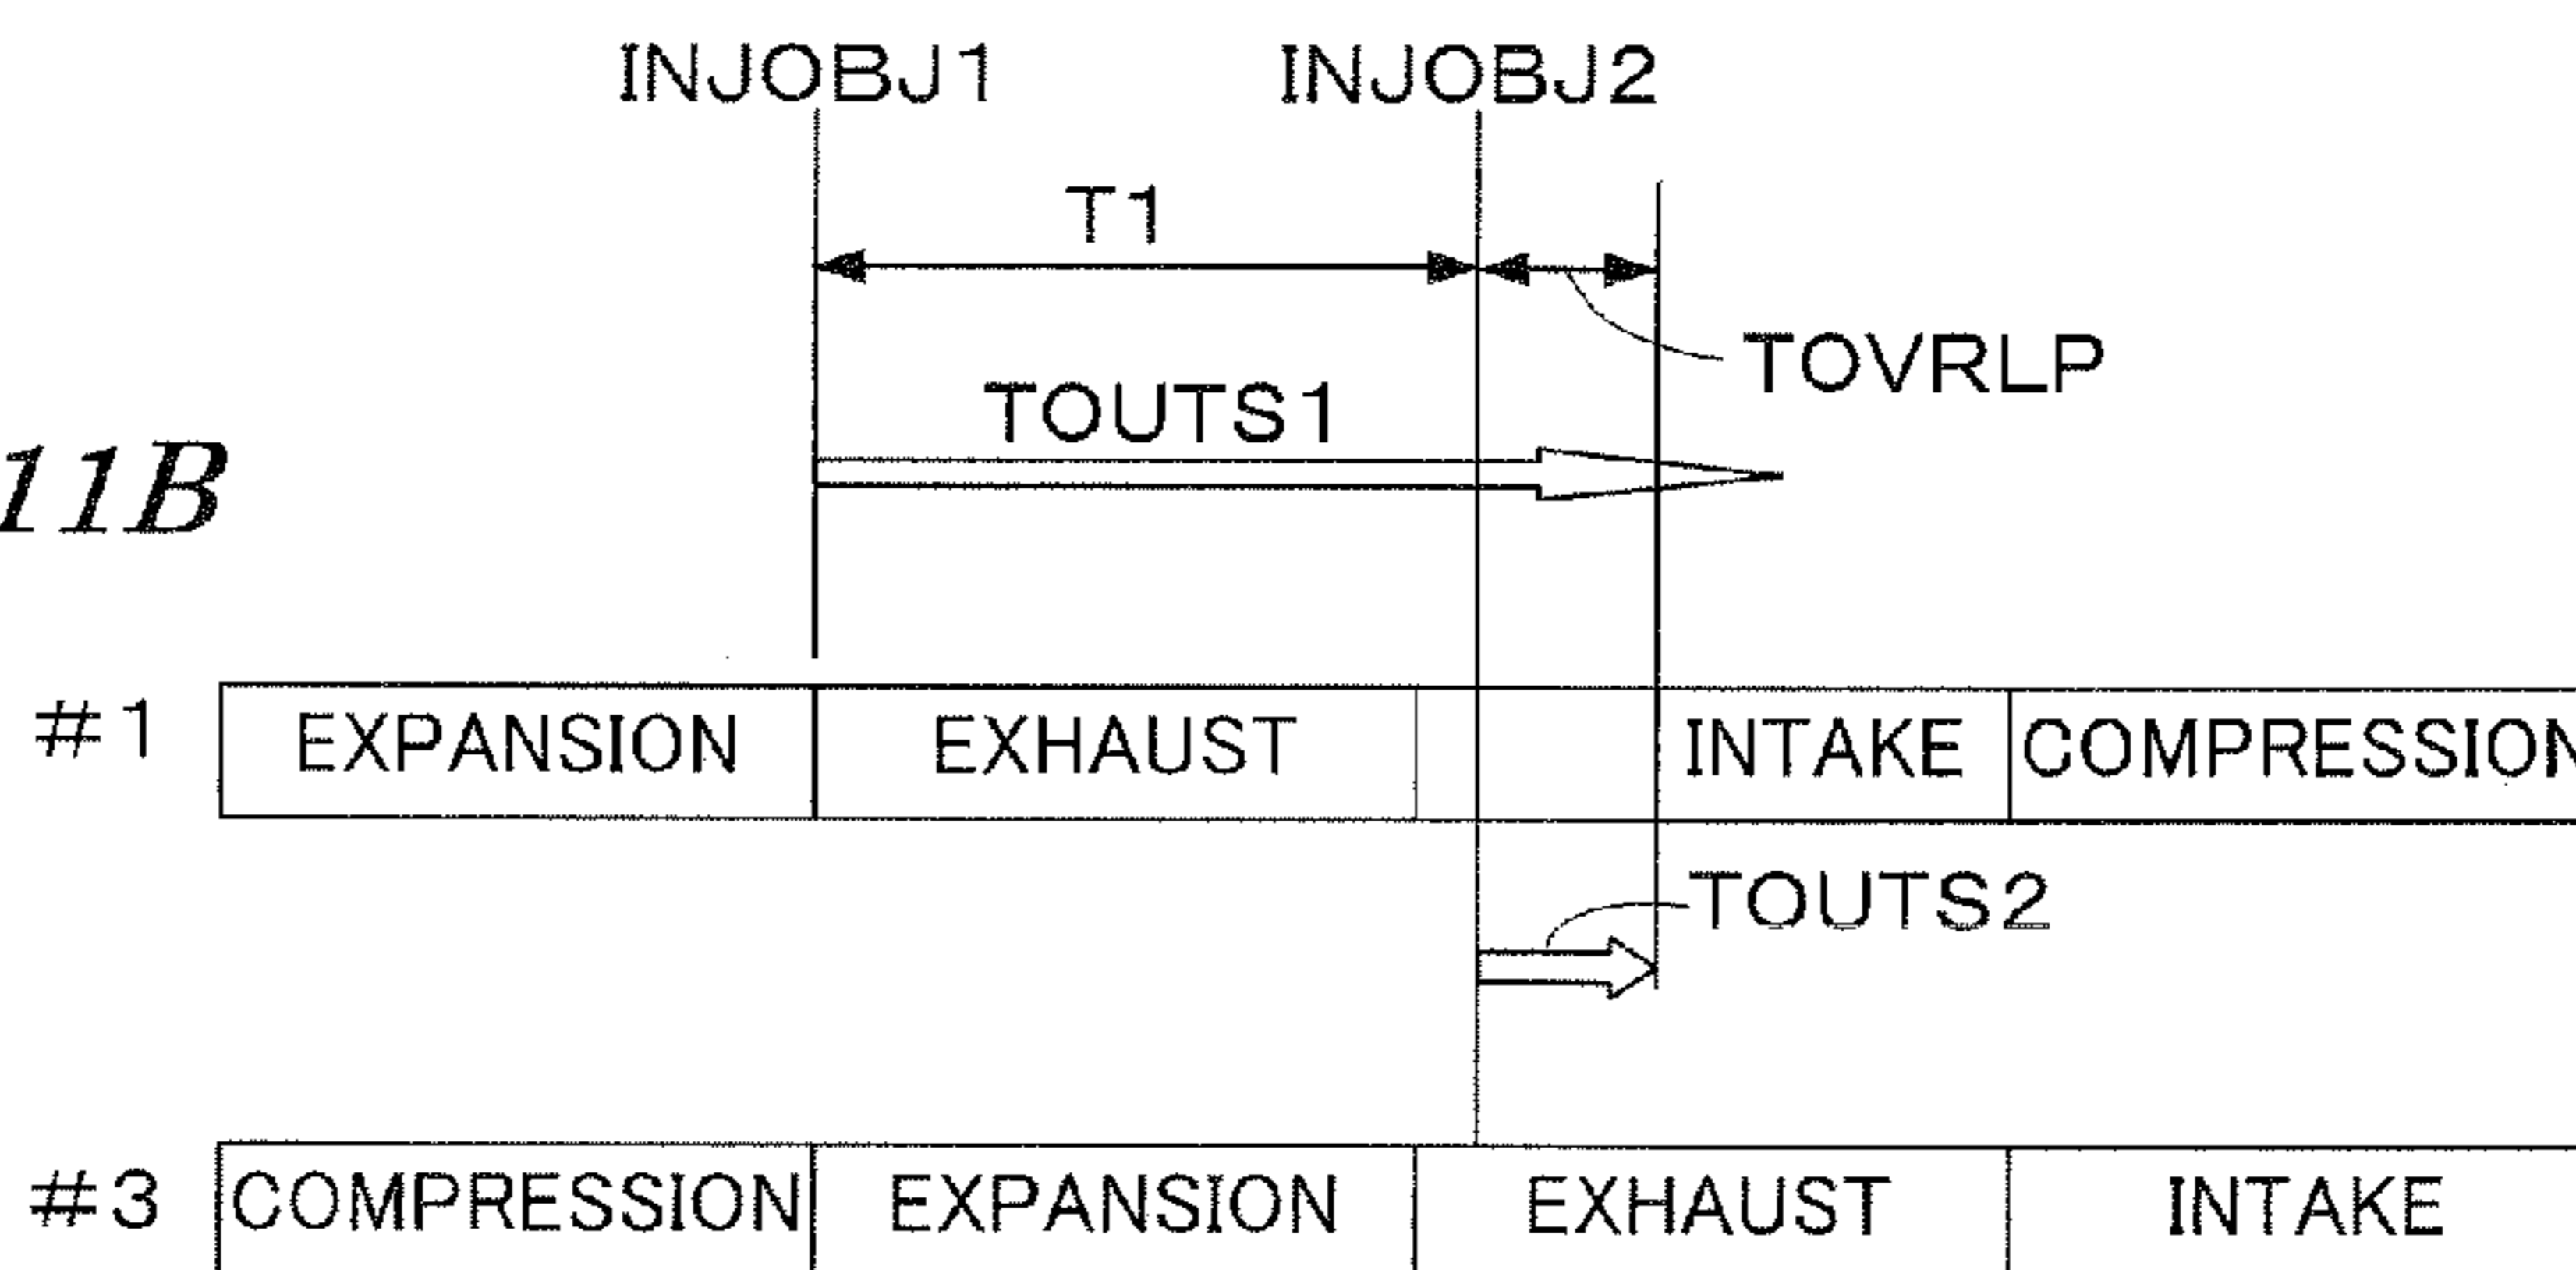 INJOBJ1 INJOBJ2
T1
TOVRLP
TOUTS1
11B
#1 EXPANSION EXHAUST INTAKE COMPRESSION
TOUTS2
#3 COMPRESSION EXPANSION EXHAUST INTAKE